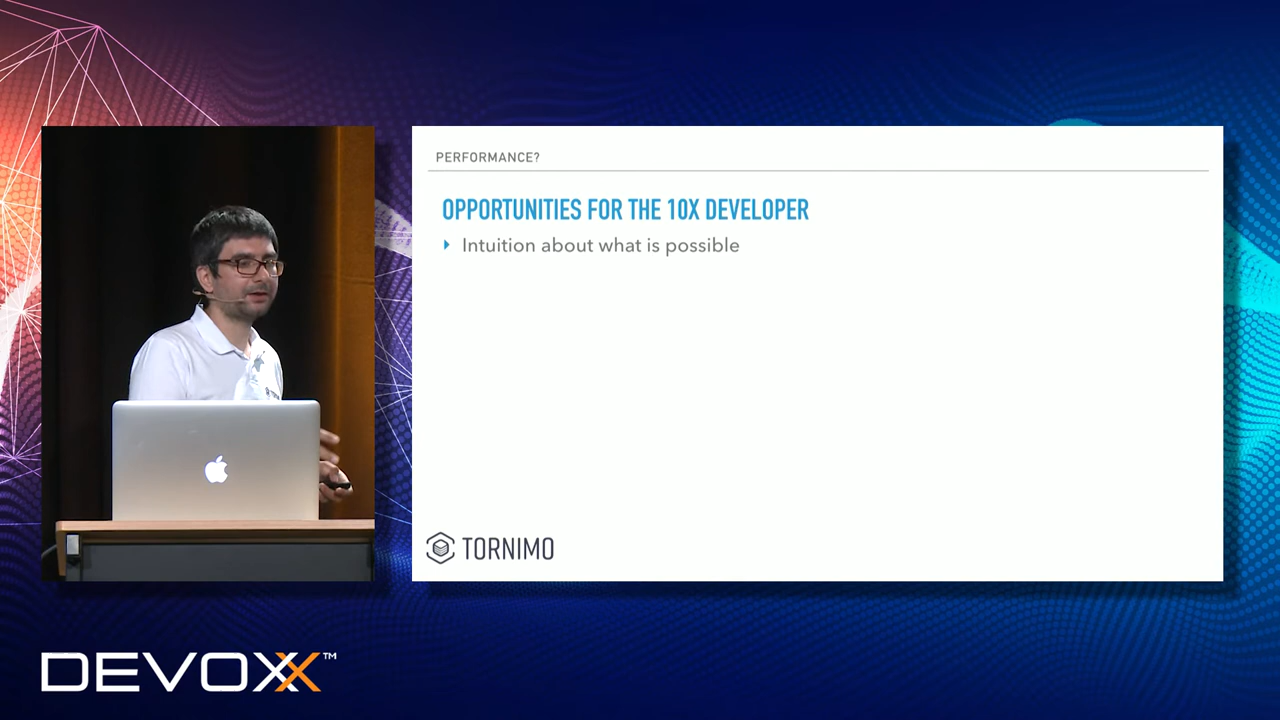 PERFORMANCE?
OPPORTUNITIES FOR THE 10X DEVELOPER
Intuition about what is possible
TORNIMO
DEVOXX™